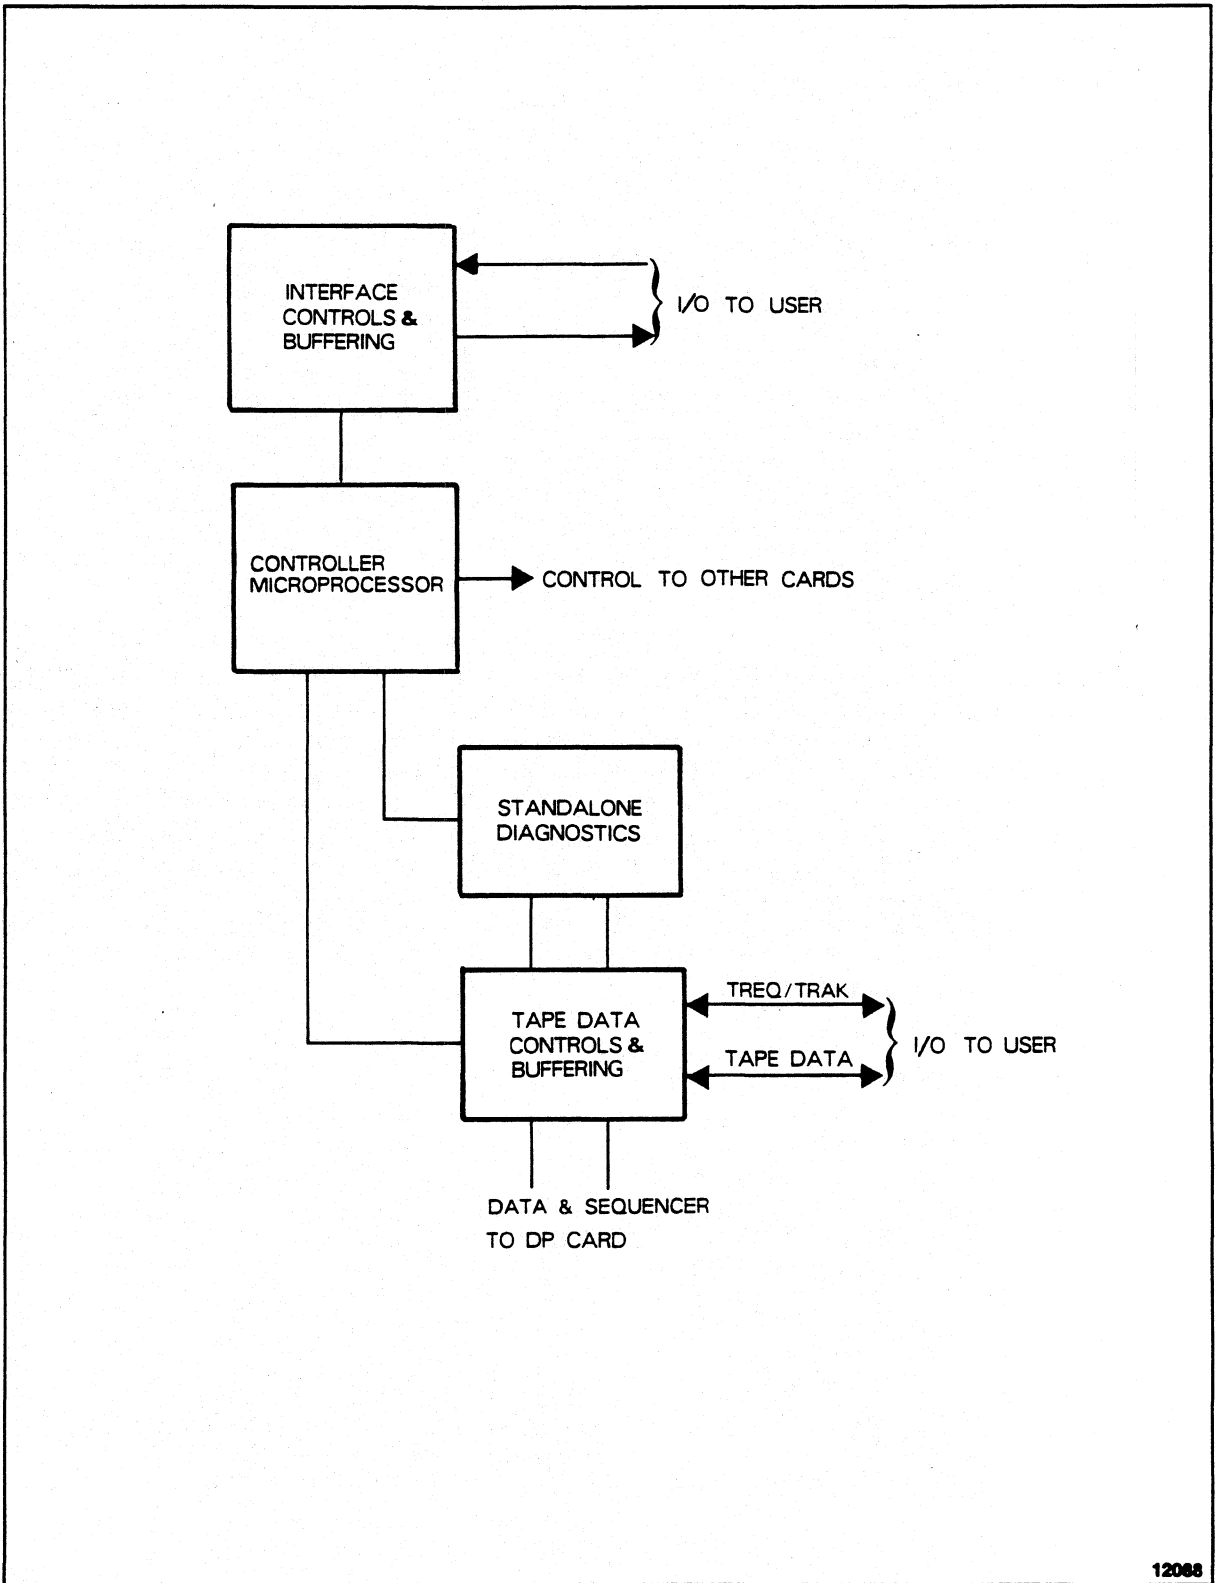 INTERFACE
CONTROLS &
BUFFERING
I/O TO USER
CONTROLLER
MICROPROCESSOR
CONTROL TO OTHER CARDS
STANDALONE
DIAGNOSTICS
TAPE DATA
CONTROLS &
BUFFERING
TREQ/TRAK
TAPE DATA
I/O TO USER
DATA & SEQUENCER
TO DP CARD
12088